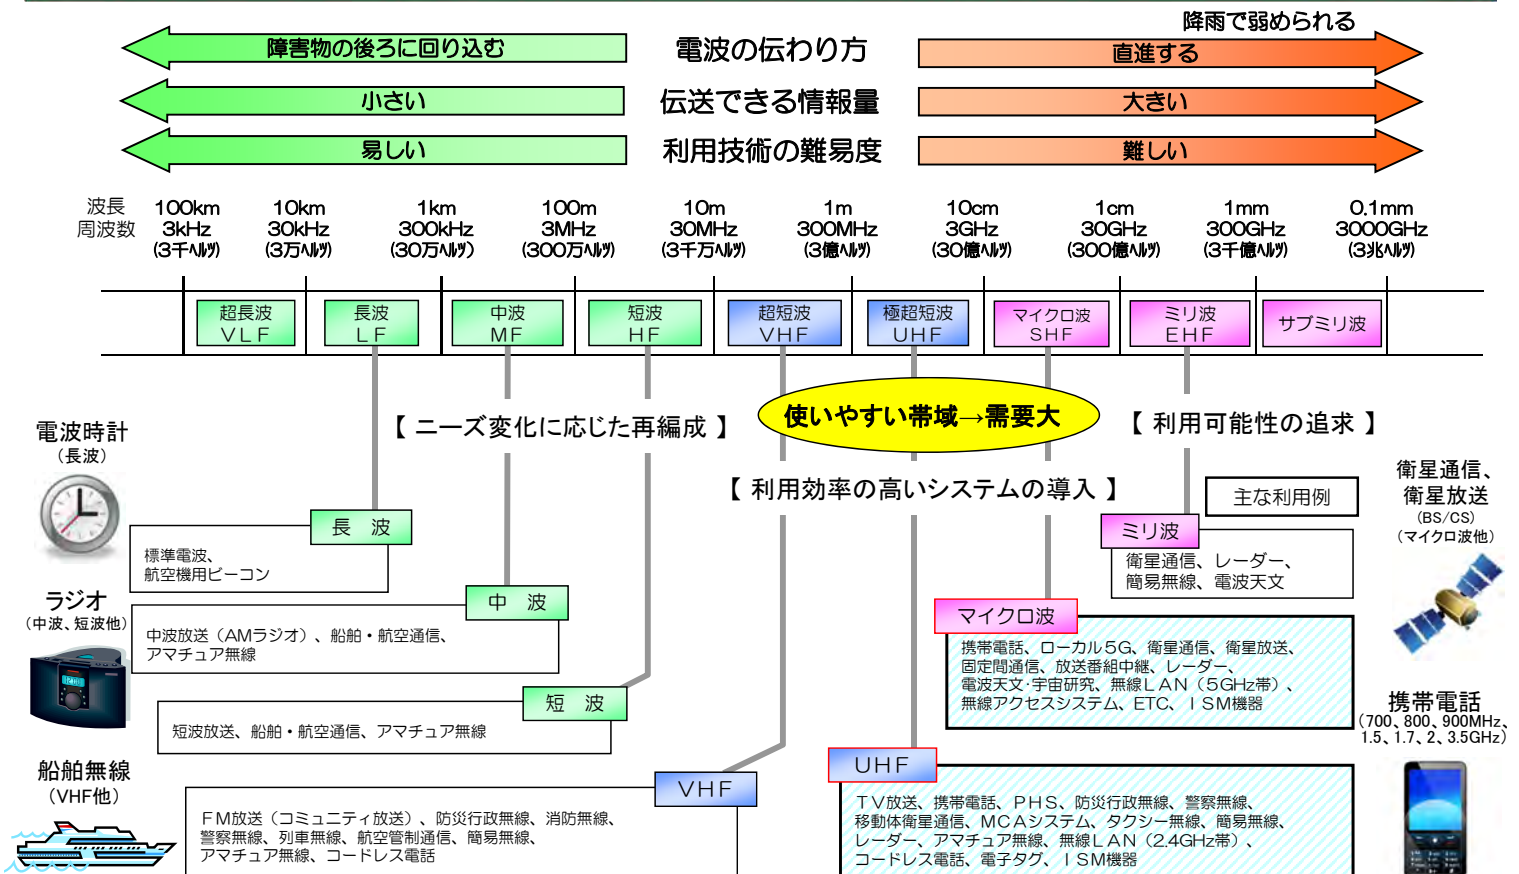 降雨で弱められる
障害物の後ろに回り込む
電波の伝わり方
直進する
小さい
伝送できる情報量
大きい
易しい
利用技術の難易度
難しい
波長
周波数
100km
3kHz
(3千ヘルツ)
10km
30kHz
(3万ヘルツ)
1km
300kHz
(30万ヘルツ)
100m
3MHz
(300万ヘルツ)
10m
30MHz
(3千万ヘルツ)
1m
300MHz
(3億ヘルツ)
10cm
3GHz
(30億ヘルツ)
1cm
30GHz
(300億ヘルツ)
1mm
300GHz
(3千億ヘルツ)
0.1mm
3000GHz
(3兆ヘルツ)
超長波
VLF
長波
LF
中波
MF
短波
HF
超短波
VHF
極超短波
UHF
マイクロ波
SHF
ミリ波
EHF
サブミリ波
【 ニーズ変化に応じた再編成 】
使いやすい帯域→需要大
【 利用可能性の追求 】
【 利用効率の高いシステムの導入 】
主な利用例
電波時計
(長波)
長 波
標準電波、
航空機用ビーコン
ラジオ
(中波、短波他)
中 波
中波放送(AMラジオ)、船舶・航空通信、
アマチュア無線
短 波
短波放送、船舶・航空通信、アマチュア無線
船舶無線
(VHF他)
VHF
FM放送(コミュニティ放送)、防災行政無線、消防無線、
警察無線、列車無線、航空管制通信、簡易無線、
アマチュア無線、コードレス電話
UHF
TV放送、携帯電話、PHS、防災行政無線、警察無線、
移動体衛星通信、MCAシステム、タクシー無線、簡易無線、
レーダー、アマチュア無線、無線LAN(2.4GHz帯)、
コードレス電話、電子タグ、ISM機器
マイクロ波
携帯電話、ローカル5G、衛星通信、衛星放送、
固定間通信、放送番組中継、レーダー、
電波天文・宇宙研究、無線LAN(5GHz帯)、
無線アクセスシステム、ETC、ISM機器
ミリ波
衛星通信、レーダー、
簡易無線、電波天文
衛星通信、
衛星放送
(BS/CS)
(マイクロ波他)
携帯電話
(700、800、900MHz、
1.5、1.7、2、3.5GHz)